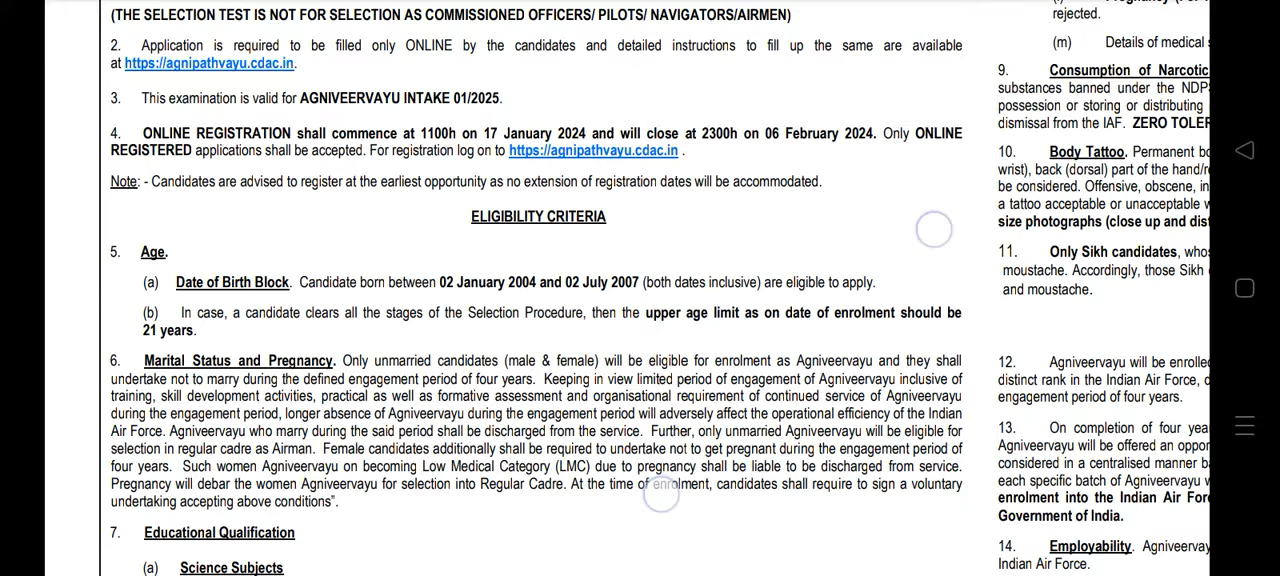 (THE SELECTION TEST IS NOT FOR SELECTION AS COMMISSIONED OFFICERS/ PILOTS/ NAVIGATORS/AIRMEN)
2. Application is required to be filled only ONLINE by the candidates and detailed instructions to fill up the same are available
at https://agnipathvayu.cdac.in.
3. This examination is valid for AGNIVEERVAYU INTAKE 01/2025.
4. ONLINE REGISTRATION shall commence at 1100h on 17 January 2024 and will close at 2300h on 06 February 2024. Only ONLINE
REGISTERED applications shall be accepted. For registration log on to https://agnipathvayu.cdac.in .
Note: - Candidates are advised to register at the earliest opportunity as no extension of registration dates will be accommodated.
ELIGIBILITY CRITERIA
5. Age.
(a) Date of Birth Block. Candidate born between 02 January 2004 and 02 July 2007 (both dates inclusive) are eligible to apply.
(b) In case, a candidate clears all the stages of the Selection Procedure, then the upper age limit as on date of enrolment should be
21 years.
6. Marital Status and Pregnancy. Only unmarried candidates (male & female) will be eligible for enrolment as Agniveervayu and they shall
undertake not to marry during the defined engagement period of four years. Keeping in view limited period of engagement of Agniveervayu inclusive of
training, skill development activities, practical as well as formative assessment and organisational requirement of continued service of Agniveervayu
during the engagement period, longer absence of Agniveervayu during the engagement period will adversely affect the operational efficiency of the Indian
Air Force. Agniveervayu who marry during the said period shall be discharged from the service. Further, only unmarried Agniveervayu will be eligible for
selection in regular cadre as Airman. Female candidates additionally shall be required to undertake not to get pregnant during the engagement period of
four years. Such women Agniveervayu on becoming Low Medical Category (LMC) due to pregnancy shall be liable to be discharged from service.
Pregnancy will debar the women Agniveervayu for selection into Regular Cadre. At the time of enrolment, candidates shall require to sign a voluntary
undertaking accepting above conditions".
7. Educational Qualification
(a) Science Subjects
rejected.
(m) Details of medical
9. Consumption of Narcotic
substances banned under the NDP
possession or storing or distributing
dismissal from the IAF. ZERO TOLER
10. Body Tattoo. Permanent bo
wrist), back (dorsal) part of the hand/r
be considered. Offensive, obscene, in
a tattoo acceptable or unacceptable w
size photographs (close up and dis
11. Only Sikh candidates, who
moustache. Accordingly, those Sikh
and moustache.
12. Agniveervayu will be enrolle
distinct rank in the Indian Air Force,
engagement period of four years.
13. On completion of four yea
Agniveervayu will be offered an oppor
considered in a centralised manner b
each specific batch of Agniveervayu
enrolment into the Indian Air For
Government of India.
14. Employability. Agniveervay
Indian Air Force.